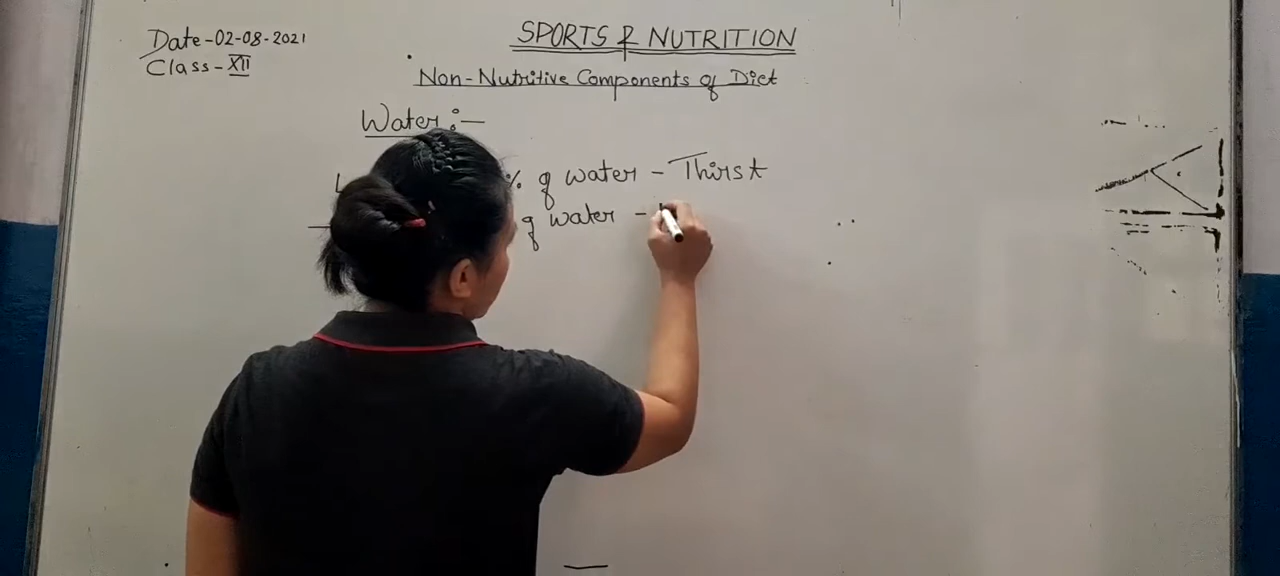 Date-02-08-2021
Class-XII
SPORTS & NUTRITION
Non-Nutritive Components of Diet
Water :-
% of water - Thirst
of water -